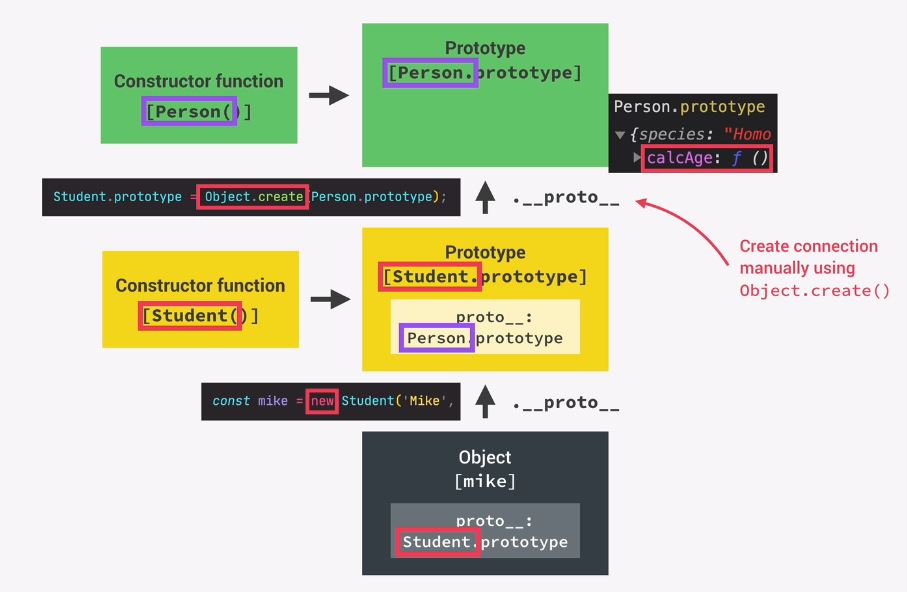 Prototype
[Person.prototype]
Constructor function
[Person()]
Person.prototype
▼{species: "Homo
▶calcAge: ƒ ()
Student.prototype = Object.create(Person.prototype);
.__proto__
Create connection
manually using
Object.create()
Prototype
[Student.prototype]
Constructor function
[Student()]
proto__:
Person.prototype
const mike = new Student('Mike',
.__proto__
Object
[mike]
proto__:
Student.prototype